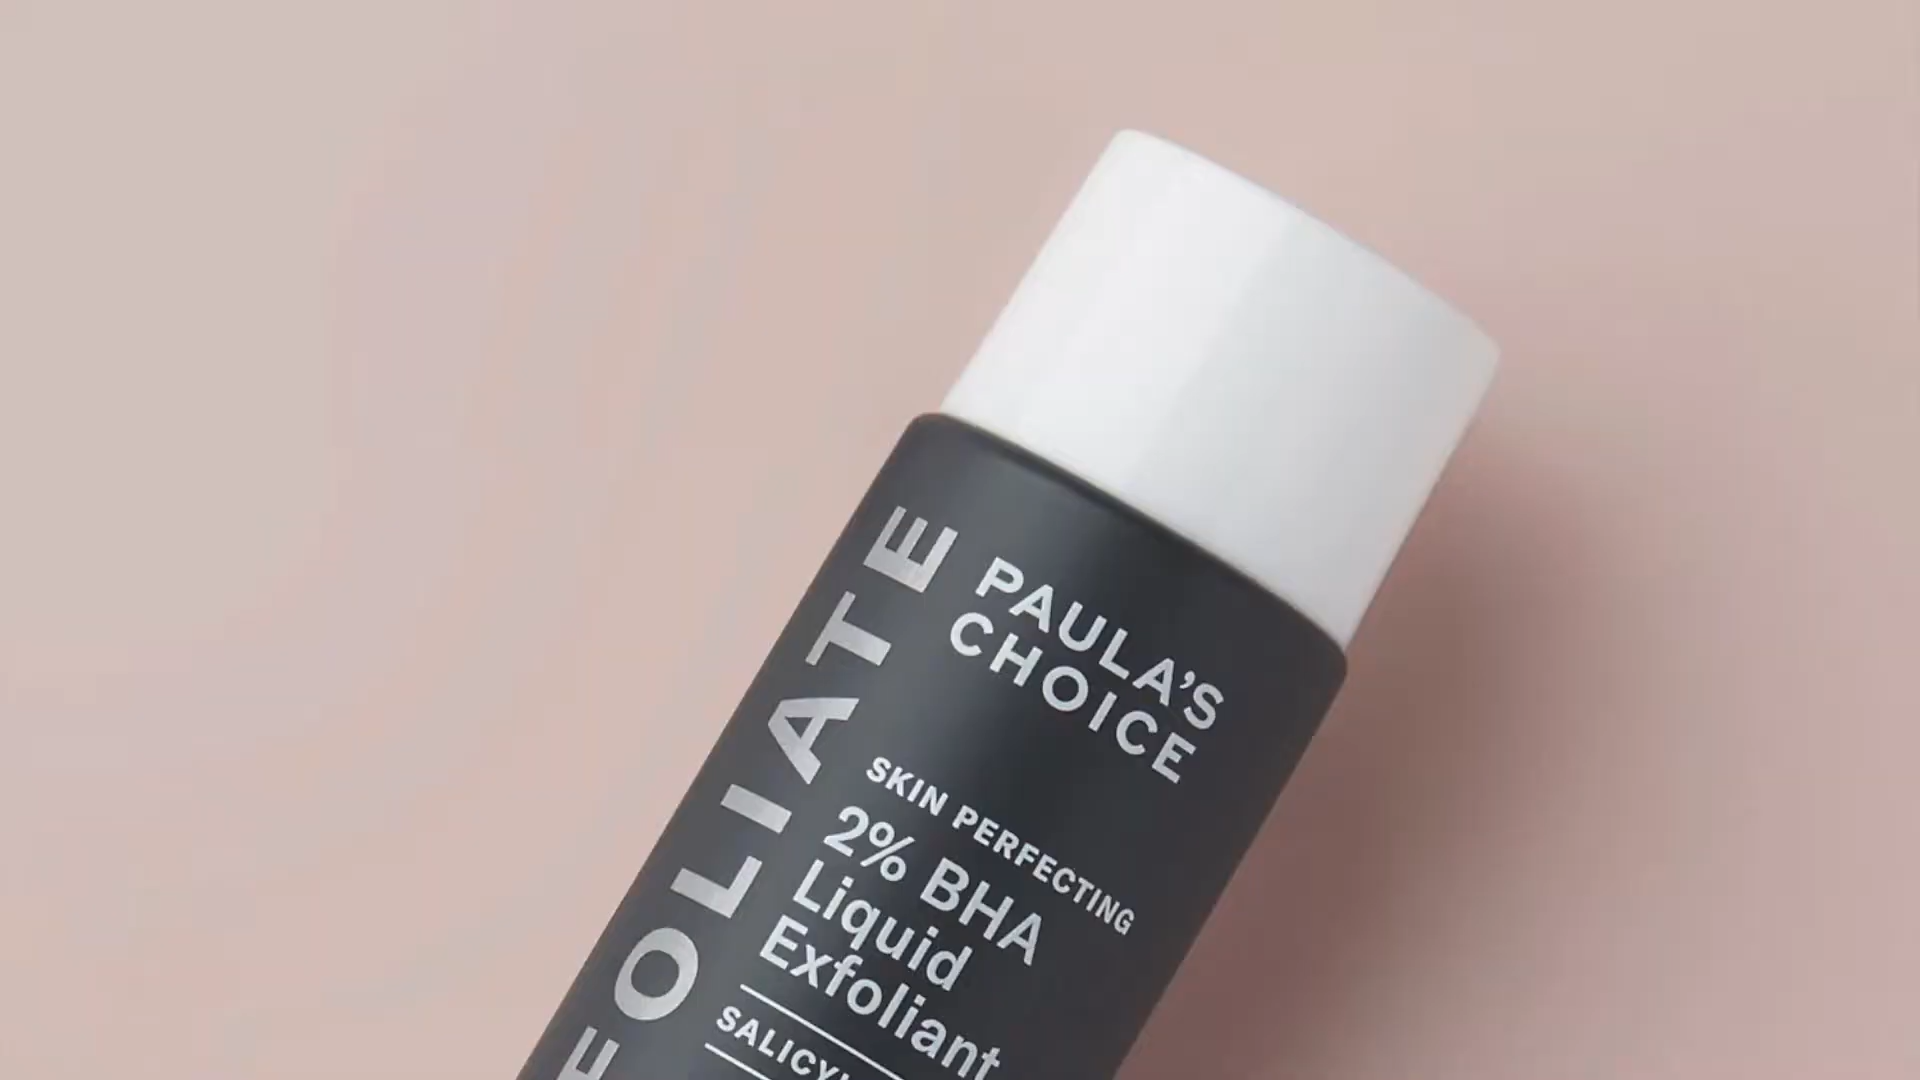 PAULA'S
CHOICE
SKIN PERFECTING
2% BHA
Liquid
Exfoliant
FOLIATE